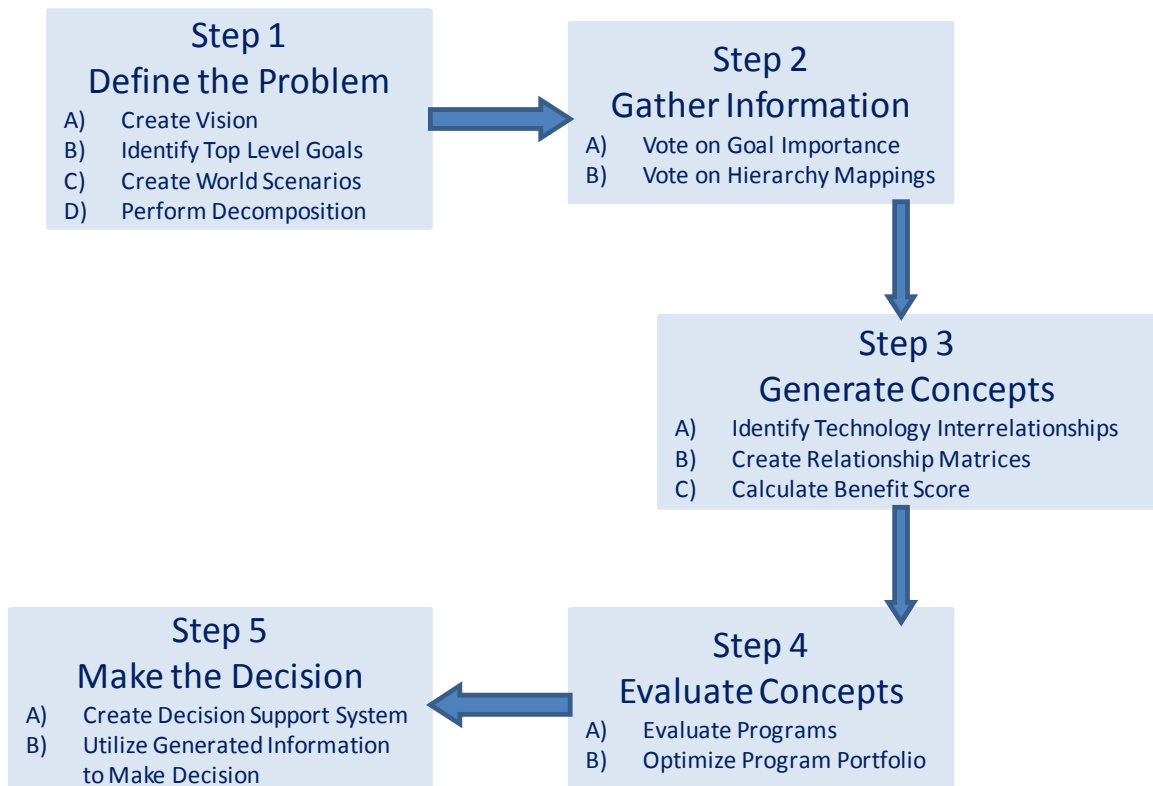 Step 1
Define the Problem
A) Create Vision
B) Identify Top Level Goals
C) Create World Scenarios
D) Perform Decomposition
Step 2
Gather Information
A) Vote on Goal Importance
B) Vote on Hierarchy Mappings
Step 3
Generate Concepts
A) Identify Technology Interrelationships
B) Create Relationship Matrices
C) Calculate Benefit Score
Step 4
Evaluate Concepts
A) Evaluate Programs
B) Optimize Program Portfolio
Step 5
Make the Decision
A) Create Decision Support System
B) Utilize Generated Information
to Make Decision